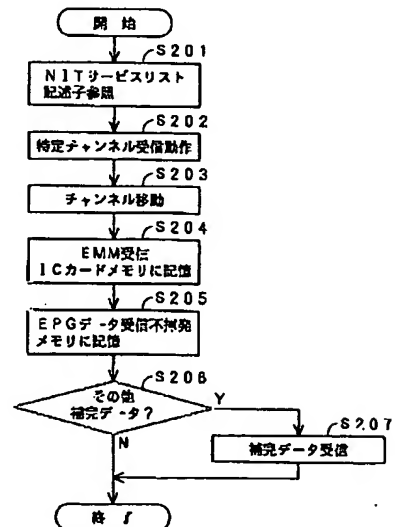 開始
S201
NITサービスリスト
記述子参照
S202
特定チャンネル受信動作
S203
チャンネル移動
S204
EMM受信
ICカードメモリに記憶
S205
EPGデータ受信不揮発
メモリに記憶
S206
その他
補完データ?
Y
N
S207
補完データ受信
終了